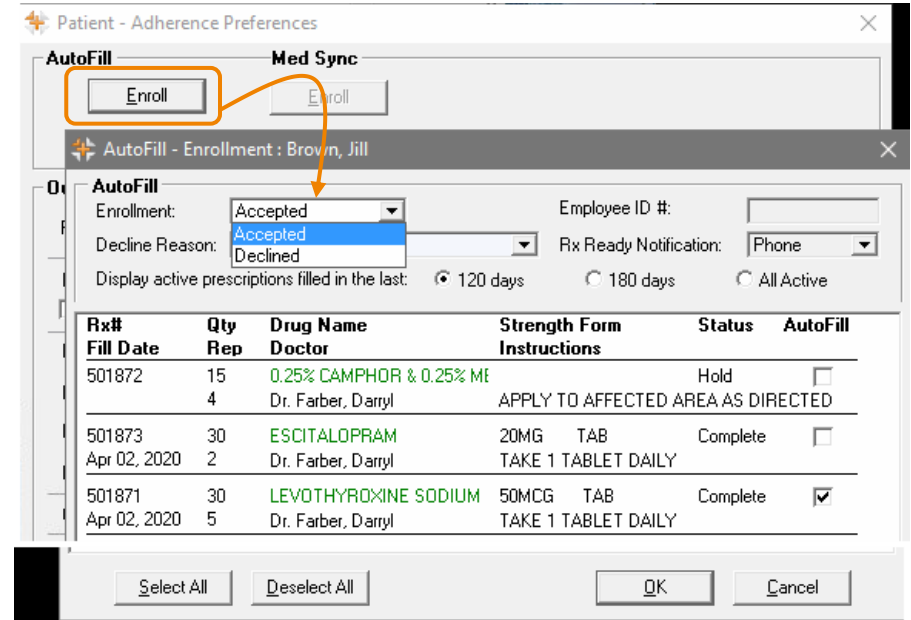 Patient - Adherence Preferences
AutoFill Med Sync
Enroll Enroll
AutoFill - Enrollment : Brown, Jill
AutoFill
Enrollment: Accepted Employee ID #:
Accepted
Declined
Decline Reason: Rx Ready Notification: Phone
Display active prescriptions filled in the last: 120 days 180 days All Active
Rx# Qty Drug Name Strength Form Status AutoFill
Fill Date Rep Doctor Instructions
501872 15 0.25% CAMPHOR & 0.25% ME Hold
4 Dr. Farber, Darryl APPLY TO AFFECTED AREA AS DIRECTED
501873 30 ESCITALOPRAM 20MG TAB Complete
Apr 02, 2020 2 Dr. Farber, Darryl TAKE 1 TABLET DAILY
501871 30 LEVOTHYROXINE SODIUM 50MCG TAB Complete
Apr 02, 2020 5 Dr. Farber, Darryl TAKE 1 TABLET DAILY
Select All Deselect All OK Cancel